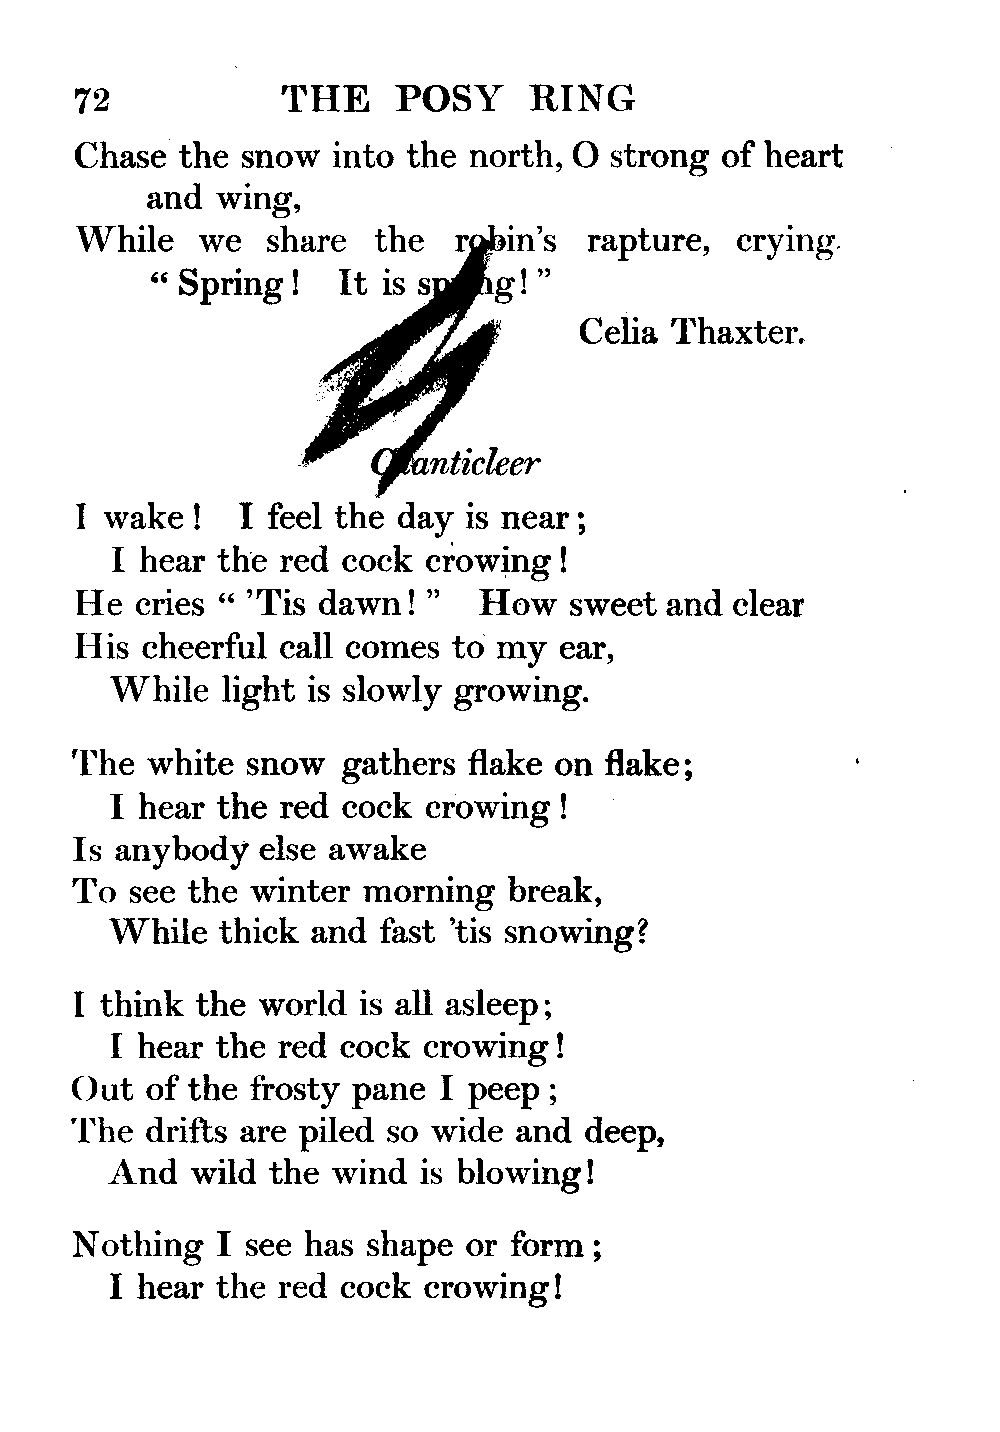 72 THE POSY RING
Chase the snow into the north, O strong of heart
and wing,
While we share the robin's rapture, crying.
“ Spring ! It is spring! ”
Celia Thaxter.
Chanticleer
I wake ! I feel the day is near ;
I hear the red cock crowing !
He cries “ ’Tis dawn! ” How sweet and clear
His cheerful call comes to my ear,
While light is slowly growing.
The white snow gathers flake on flake;
I hear the red cock crowing !
Is anybody else awake
To see the winter morning break,
While thick and fast ’tis snowing?
I think the world is all asleep;
I hear the red cock crowing!
Out of the frosty pane I peep ;
The drifts are piled so wide and deep,
And wild the wind is blowing!
Nothing I see has shape or form ;
I hear the red cock crowing!